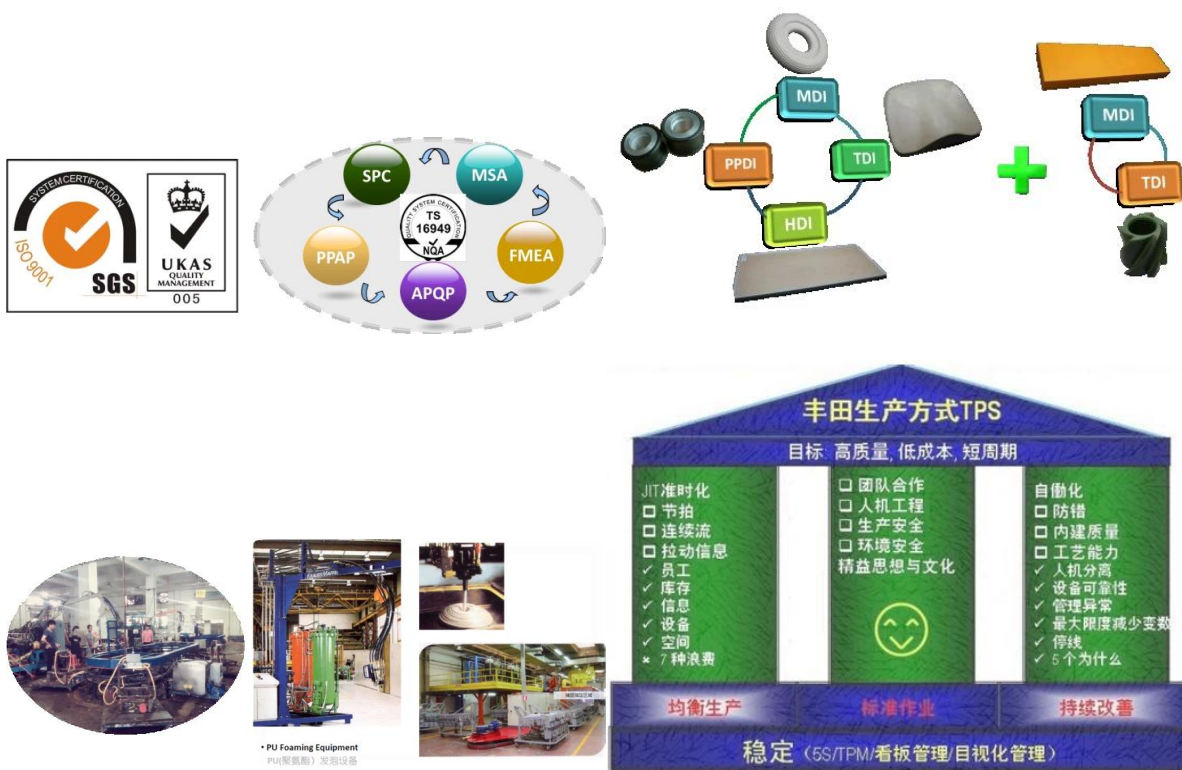 SYSTEM CERTIFICATION
ISO 9001
SGS
UKAS
QUALITY
MANAGEMENT
005
SPC
MSA
PPAP
FMEA
APQP
QUALITY SYSTEM CERTIFICATION
TS
16949
NQA
MDI
PPDI
TDI
HDI
MDI
TDI
• PU Foaming Equipment
PU(聚氨酯)发泡设备
丰田生产方式TPS
目标: 高质量, 低成本, 短周期
JIT准时化
☐ 节拍
☐ 连续流
☐ 拉动信息
✓ 员工
✓ 库存
✓ 信息
✓ 设备
✓ 空间
× 7种浪费
❑ 团队合作
❑ 人机工程
❑ 生产安全
❑ 环境安全
精益思想与文化
自働化
☐ 防错
☐ 内建质量
☐ 工艺能力
✓ 人机分离
✓ 设备可靠性
✓ 管理异常
✓ 最大限度减少变数
✓ 停线
✓ 5个为什么
均衡生产
标准作业
持续改善
稳定（5S/TPM/看板管理/目视化管理）